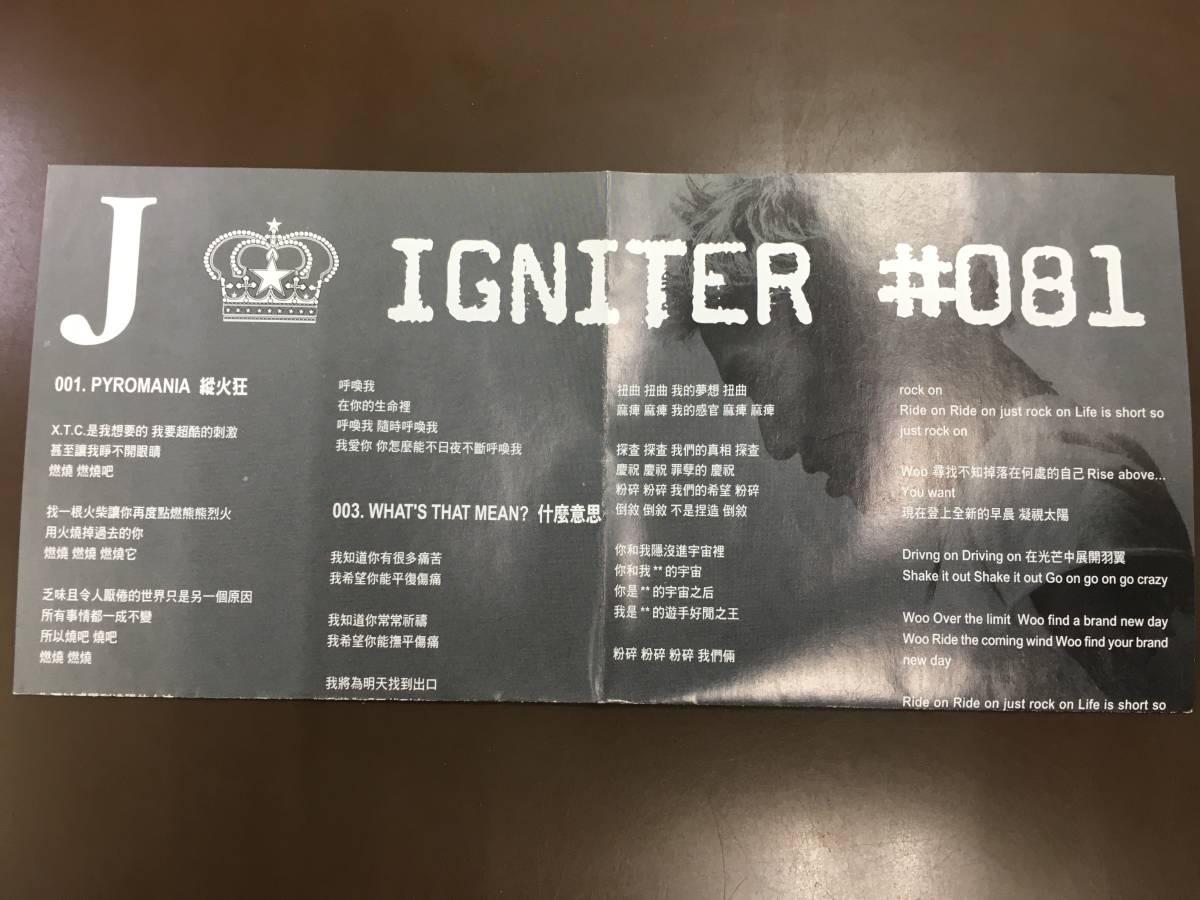 J IGNITER #081
001. PYROMANIA 縱火狂
X.T.C.是我想要的 我要超酷的刺激
甚至讓我睜不開眼睛
燃燒 燃燒吧
找一根火柴讓你再度點燃熊熊烈火
用火燒掉過去的你
燃燒 燃燒 燃燒它
乏味且令人厭倦的世界只是另一個原因
所有事情都一成不變
所以燒吧 燒吧
燃燒 燃燒
呼喚我
在你的生命裡
呼喚我 隨時呼喚我
我愛你 你怎麼能不日夜不斷呼喚我
003. WHAT'S THAT MEAN? 什麼意思
我知道你有很多痛苦
我希望你能平復傷痛
我知道你常常祈禱
我希望你能撫平傷痛
我將為明天找到出口
扭曲 扭曲 我的夢想 扭曲
麻痺 麻痺 我的感官 麻痺 麻痺
探查 探查 我們的真相 探查
慶祝 慶祝 罪孽的 慶祝
粉碎 粉碎 我們的希望 粉碎
倒敘 倒敘 不是捏造 倒敘
你和我隱沒進宇宙裡
你和我 ** 的宇宙
你是 ** 的宇宙之后
我是 ** 的遊手好閒之王
粉碎 粉碎 粉碎 我們倆
rock on
Ride on Ride on just rock on Life is short so
just rock on
Woo 尋找不知掉落在何處的自己 Rise above...
You want
現在登上全新的早晨 凝視太陽
Drivng on Driving on 在光芒中展開羽翼
Shake it out Shake it out Go on go on go crazy
Woo Over the limit Woo find a brand new day
Woo Ride the coming wind Woo find your brand
new day
Ride on Ride on just rock on Life is short so